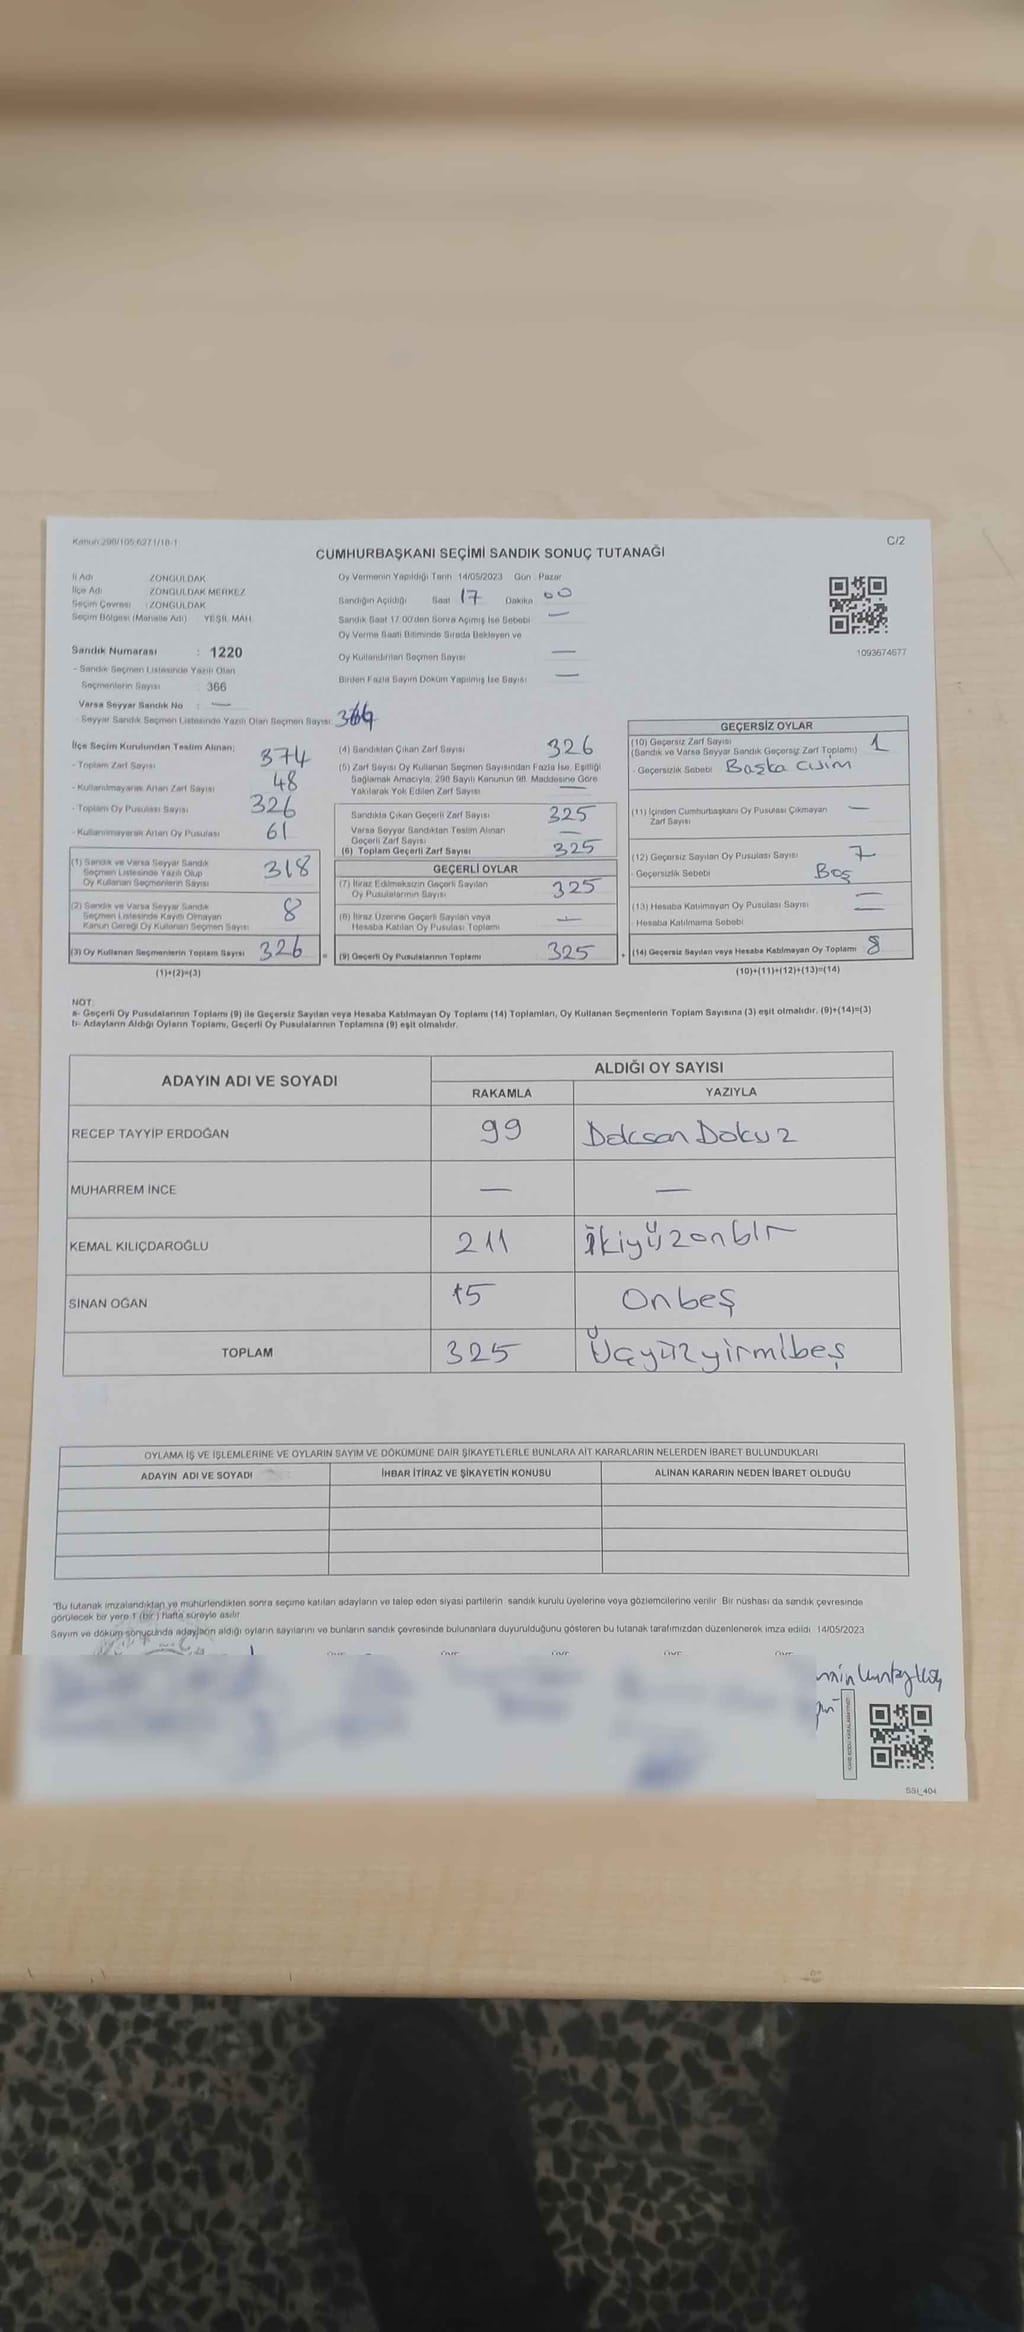 Kanun:298/105,6271/18-1
C/2
CUMHURBAŞKANI SEÇİMİ SANDIK SONUÇ TUTANAĞI
İl Adı ZONGULDAK
İlçe Adı ZONGULDAK MERKEZ
Seçim Çevresi : ZONGULDAK
Seçim Bölgesi (Mahalle Adı) YEŞİL MAH.
Sandık Numarası : 1220
- Sandık Seçmen Listesinde Yazılı Olan
Seçmenlerin Sayısı : 366
Varsa Seyyar Sandık No : —
- Seyyar Sandık Seçmen Listesinde Yazılı Olan Seçmen Sayısı:
Oy Vermenin Yapıldığı Tarih 14/05/2023 Gün : Pazar
Sandığın Açıldığı Saat 17 Dakika 00
Sandık Saat 17.00'den Sonra Açımış İse Sebebi —
Oy Verme Saati Bitiminde Sırada Bekleyen ve
Oy Kullandırılan Seçmen Sayısı —
Birden Fazla Sayım Döküm Yapılmış İse Sayısı —
1093674677
İlçe Seçim Kurulundan Teslim Alınan;
- Toplam Zarf Sayısı 374
- Kullanılmayarak Artan Zarf Sayısı 48
- Toplam Oy Pusulası Sayısı 326
- Kullanılmayarak Artan Oy Pusulası 61
(1) Sandık ve Varsa Seyyar Sandık
Seçmen Listesinde Yazılı Olup
Oy Kullanan Seçmenlerin Sayısı 318
(2) Sandık ve Varsa Seyyar Sandık
Seçmen Listesinde Kayıtlı Olmayan
Kanun Gereği Oy Kullanan Seçmen Sayısı 8
(3) Oy Kullanan Seçmenlerin Toplam Sayısı 326 =
(1)+(2)=(3)
(4) Sandıktan Çıkan Zarf Sayısı 326
(5) Zarf Sayısı Oy Kullanan Seçmen Sayısından Fazla İse, Eşitliği
Sağlamak Amacıyla, 298 Sayılı Kanunun 98. Maddesine Göre
Yakılarak Yok Edilen Zarf Sayısı —
Sandıkta Çıkan Geçerli Zarf Sayısı 325
Varsa Seyyar Sandıktan Teslim Alınan
Geçerli Zarf Sayısı —
(6) Toplam Geçerli Zarf Sayısı 325
GEÇERLİ OYLAR
(7) İtiraz Edilmeksizin Geçerli Sayılan
Oy Pusulalarının Sayısı 325
(8) İtiraz Üzerine Geçerli Sayılan veya
Hesaba Katılan Oy Pusulası Toplamı —
(9) Geçerli Oy Pusulalarının Toplamı 325 +
GEÇERSİZ OYLAR
(10) Geçersiz Zarf Sayısı 1
(Sandık ve Varsa Seyyar Sandık Geçersiz Zarf Toplamı)
- Geçersizlik Sebebi Başka cisim
(11) İçinden Cumhurbaşkanı Oy Pusulası Çıkmayan —
Zarf Sayısı
(12) Geçersiz Sayılan Oy Pusulası Sayısı 7
- Geçersizlik Sebebi Boş
(13) Hesaba Katılmayan Oy Pusulası Sayısı —
- Hesaba Katılmama Sebebi —
(14) Geçersiz Sayılan veya Hesaba Katılmayan Oy Toplamı 8
(10)+(11)+(12)+(13)=(14)
NOT:
a- Geçerli Oy Pusulalarının Toplamı (9) ile Geçersiz Sayılan veya Hesaba Katılmayan Oy Toplamı (14) Toplamları, Oy Kullanan Seçmenlerin Toplam Sayısına (3) eşit olmalıdır. (9)+(14)=(3)
b- Adayların Aldığı Oyların Toplamı, Geçerli Oy Pusulalarının Toplamına (9) eşit olmalıdır.
ADAYIN ADI VE SOYADI
ALDIĞI OY SAYISI
RAKAMLA YAZIYLA
RECEP TAYYİP ERDOĞAN 99 Doksan Dokuz
MUHARREM İNCE — —
KEMAL KILIÇDAROĞLU 211 İkiyüzonbir
SİNAN OĞAN 15 Onbeş
TOPLAM 325 Üçyüzyirmibeş
OYLAMA İŞ VE İŞLEMLERİNE VE OYLARIN SAYIM VE DÖKÜMÜNE DAİR ŞİKAYETLERLE BUNLARA AİT KARARLARIN NELERDEN İBARET BULUNDUKLARI
ADAYIN ADI VE SOYADI İHBAR İTİRAZ VE ŞİKAYETİN KONUSU ALINAN KARARIN NEDEN İBARET OLDUĞU
"Bu tutanak imzalandıktan ve mühürlendikten sonra seçime katılan adayların ve talep eden siyasi partilerin sandık kurulu üyelerine veya gözlemcilerine verilir. Bir nüshası da sandık çevresinde
görülecek bir yere 1 (bir ) hafta süreyle asılır.
Sayım ve döküm sonucunda adayların aldığı oyların sayılarını ve bunların sandık çevresinde bulunanlara duyurulduğunu gösteren bu tutanak tarafımızdan düzenlenerek imza edildi. 14/05/2023
SSI_404